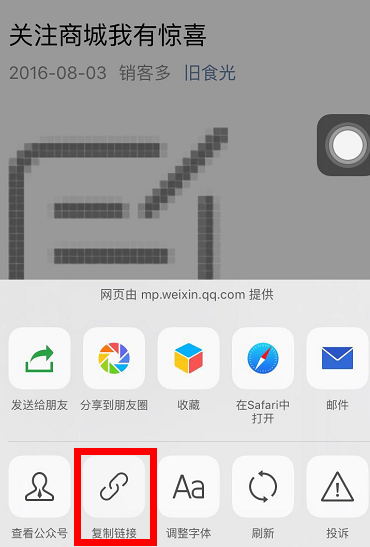 关注商城我有惊喜
2016-08-03 销客多 旧食光
网页由 mp.weixin.qq.com 提供
发送给朋友 分享到朋友圈 收藏 在Safari中打开 邮件
查看公众号 复制链接 调整字体 刷新 投诉
Aa